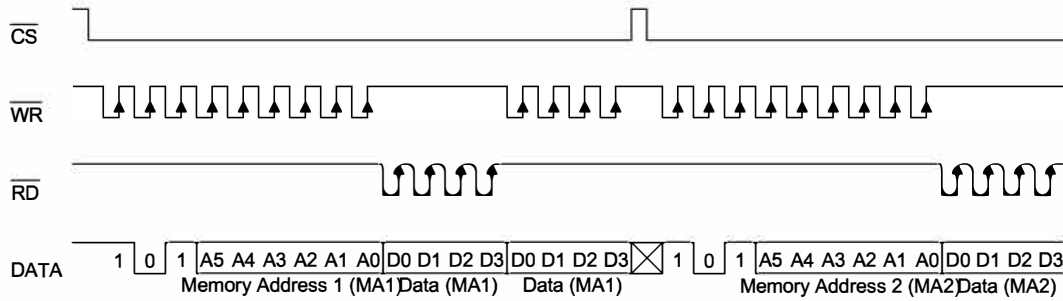 CS
WR
RD
DATA 1 0 1 A5 A4 A3 A2 A1 A0 D0 D1 D2 D3 D0 D1 D2 D3 1 0 1 A5 A4 A3 A2 A1 A0 D0 D1 D2 D3
Memory Address 1 (MA1) Data (MA1) Data (MA1) Memory Address 2 (MA2) Data (MA2)